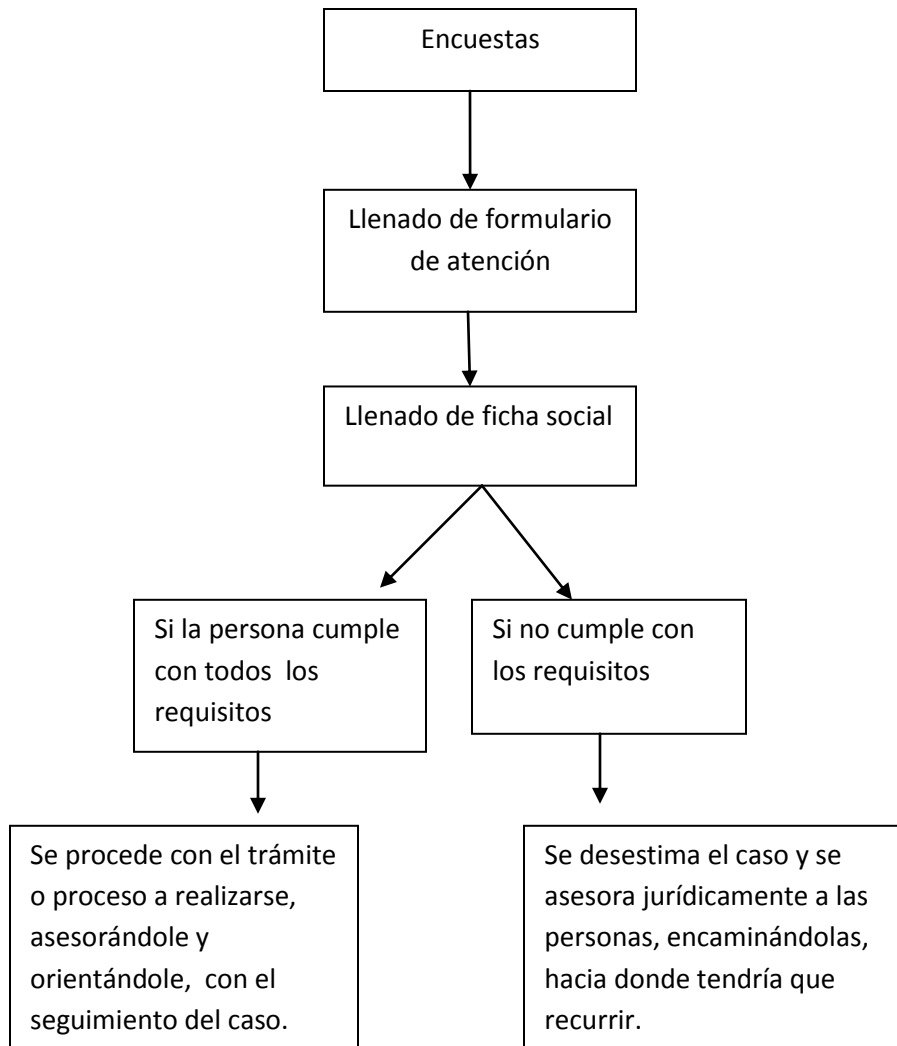 Encuestas
Llenado de formulario
de atención
Llenado de ficha social
Si la persona cumple
con todos  los
requisitos
Si no cumple con
los requisitos
Se procede con el trámite
o proceso a realizarse,
asesorándole y
orientándole,  con el
seguimiento del caso.
Se desestima el caso y se
asesora jurídicamente a las
personas, encaminándolas,
hacia donde tendría que
recurrir.